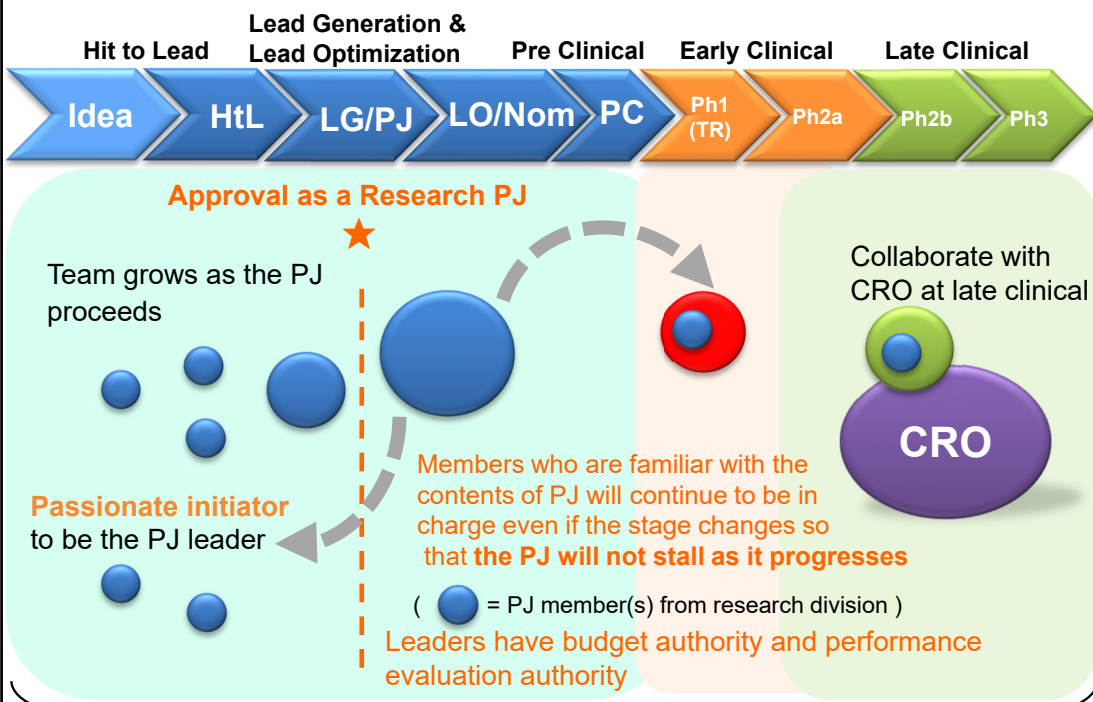 Hit to Lead
Lead Generation &
Lead Optimization
Pre Clinical
Early Clinical
Late Clinical
Idea
HtL
LG/PJ
LO/Nom
PC
Ph1
(TR)
Ph2a
Ph2b
Ph3
Approval as a Research PJ
Team grows as the PJ
proceeds
Collaborate with
CRO at late clinical
CRO
Passionate initiator
to be the PJ leader
Members who are familiar with the
contents of PJ will continue to be in
charge even if the stage changes so
that the PJ will not stall as it progresses
( = PJ member(s) from research division )
Leaders have budget authority and performance
evaluation authority